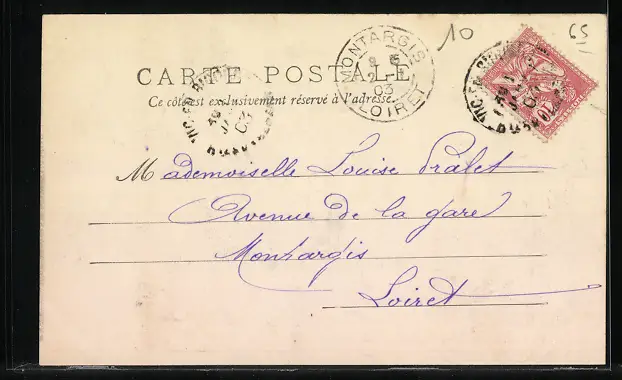 10
65
MONTARGIS
03
LOIRET
CARTE POSTALE
Ce côté est exclusivement réservé à l'adresse.
Mademoiselle Louise Pralet
Avenue de la gare
Montargis
Loiret